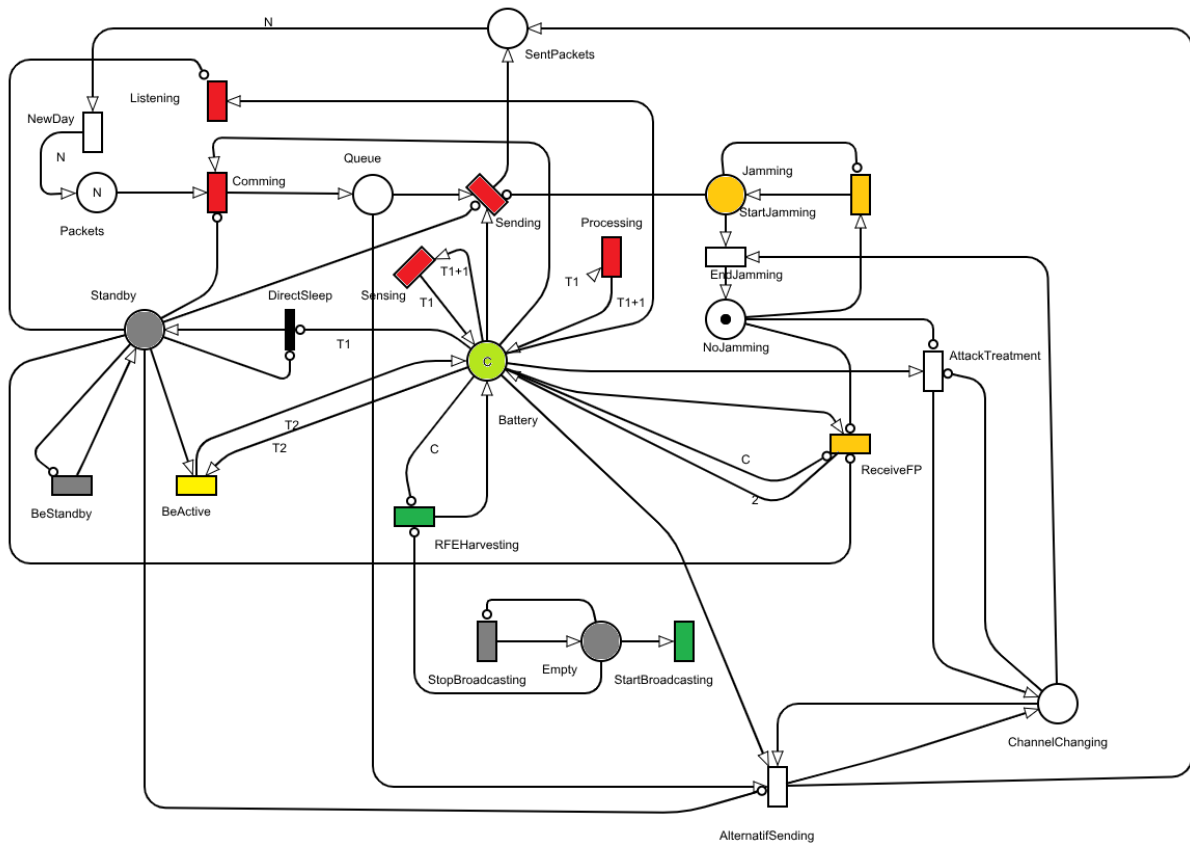 N
SentPackets
Listening
NewDay
N
Queue
Jamming
Comming
N
StartJamming
Packets
Sending
Processing
T1+1
EndJamming
T1
Sensing
T1
T1+1
Standby
DirectSleep
T1
NoJamming
AttackTreatment
C
Battery
T2
T2
C
C
ReceiveFP
2
BeStandby
BeActive
RFEHarvesting
Empty
StopBroadcasting
StartBroadcasting
ChannelChanging
AlternatifSending